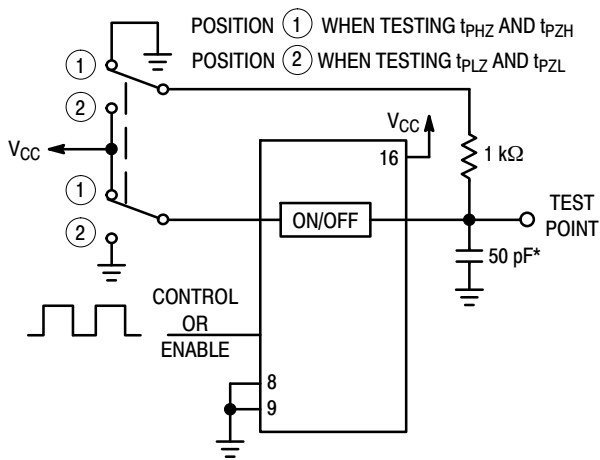 POSITION 1 WHEN TESTING tPHZ AND tPZH
POSITION 2 WHEN TESTING tPLZ AND tPZL
1
2
VCC
1
2
VCC
16
1 kΩ
ON/OFF
TEST
POINT
50 pF*
CONTROL
OR
ENABLE
8
9